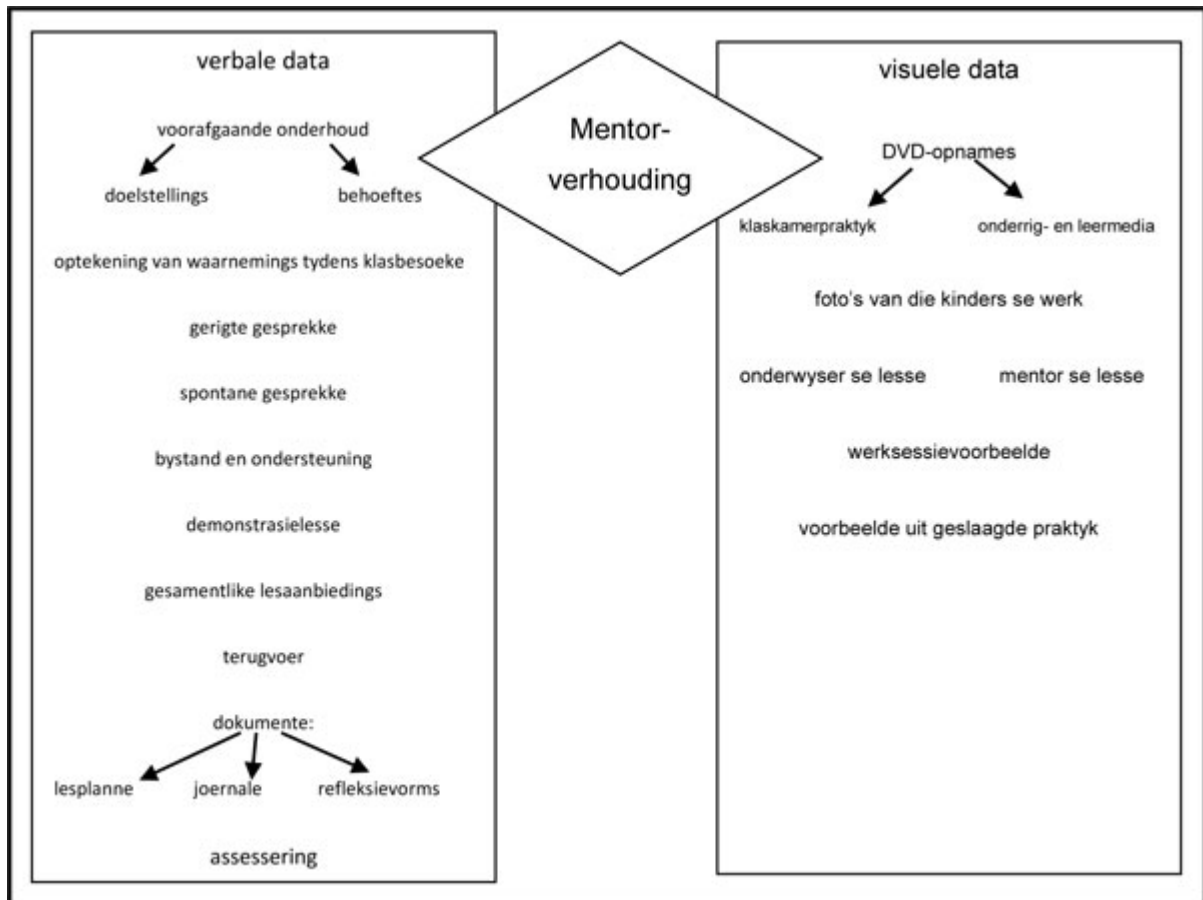 verbale data
voorafgaande onderhoud
doelstellings behoeftes
optekening van waarnemings tydens klasbesoeke
gerigte gesprekke
spontane gesprekke
bystand en ondersteuning
demonstrasielesse
gesamentlike lesaanbiedings
terugvoer
dokumente:
lesplanne joernale refleksievorms
assessering
Mentor-
verhouding
visuele data
DVD-opnames
klaskamerpraktyk onderrig- en leermedia
foto's van die kinders se werk
onderwyser se lesse mentor se lesse
werksessievoorbeelde
voorbeelde uit geslaagde praktyk